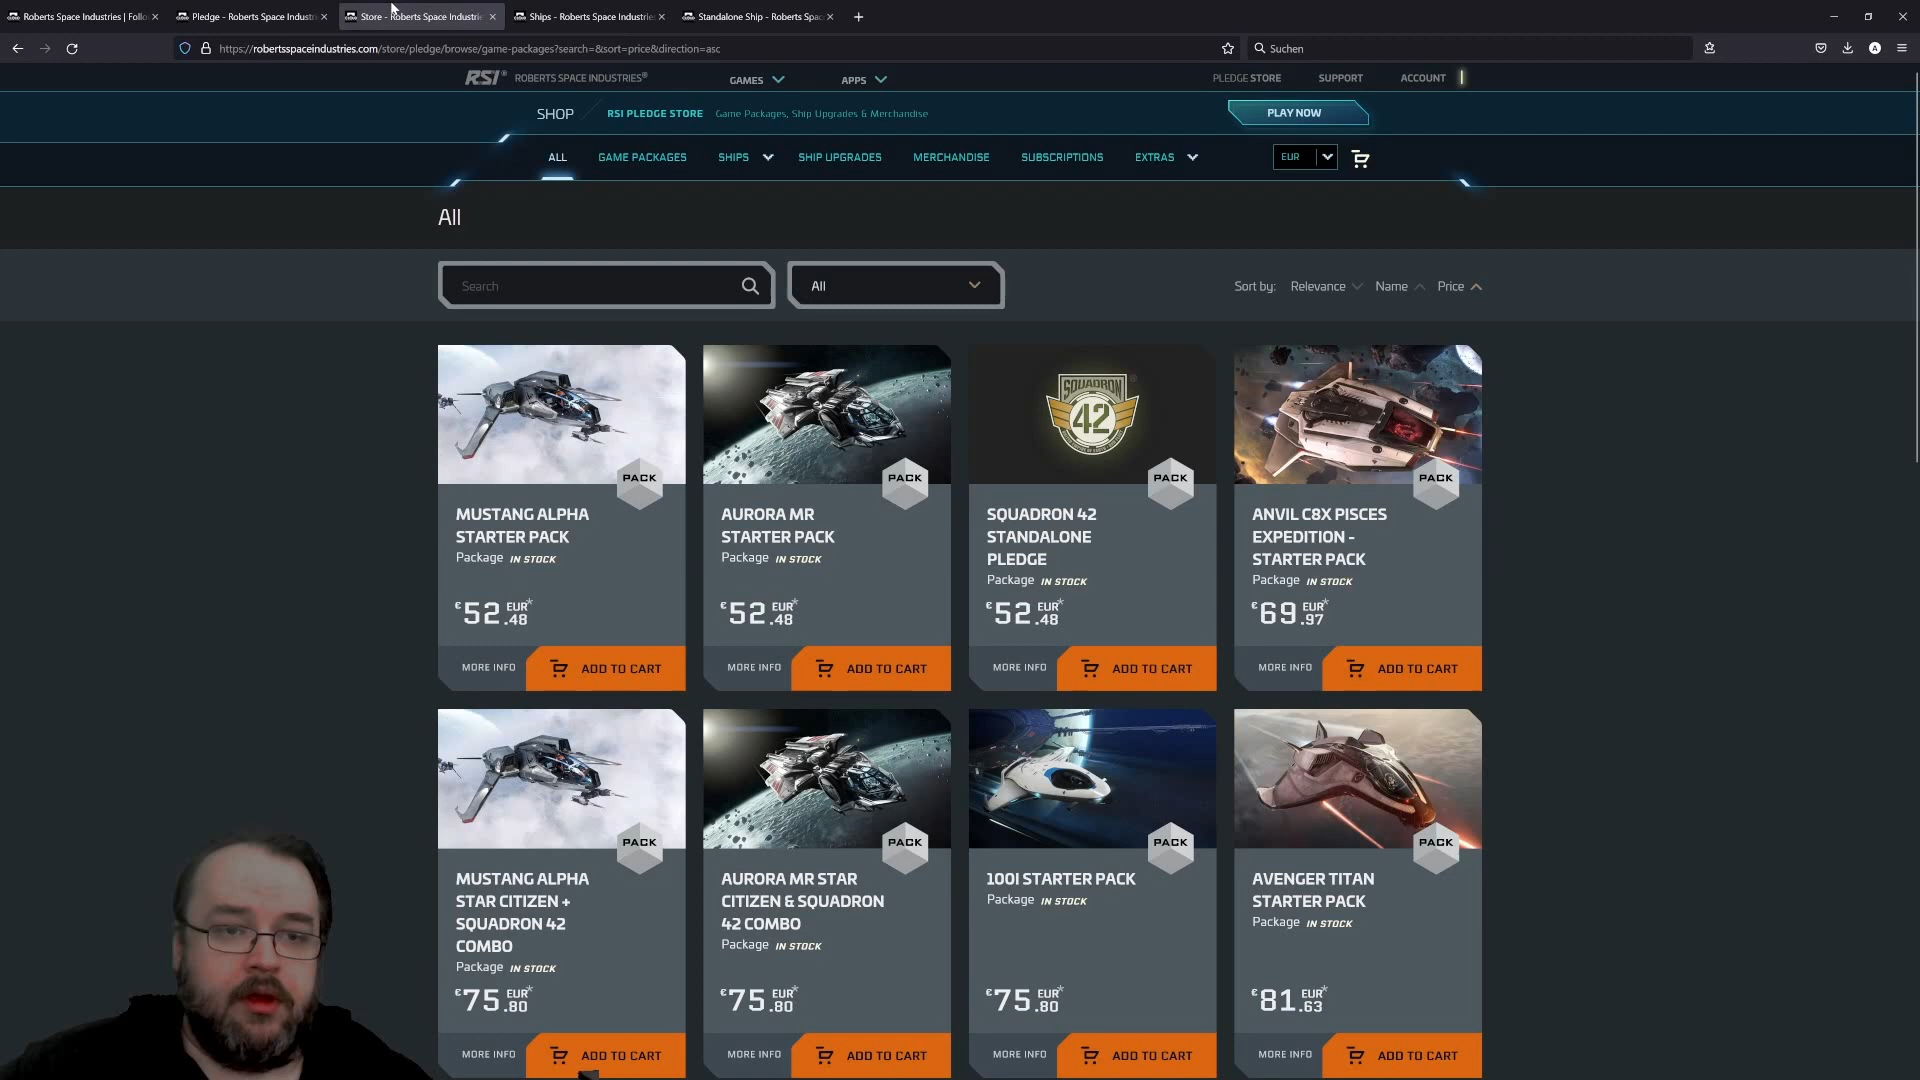 Roberts Space Industries | Follo
Pledge - Roberts Space Industri
Store - Roberts Space Industrie
Ships - Roberts Space Industries
Standalone Ship - Roberts Spac
https://robertsspaceindustries.com/store/pledge/browse/game-packages?search=&sort=price&direction=asc
Suchen
RSI ROBERTS SPACE INDUSTRIES®
GAMES
APPS
PLEDGE STORE
SUPPORT
ACCOUNT
SHOP
RSI PLEDGE STORE
Game Packages, Ship Upgrades & Merchandise
PLAY NOW
ALL
GAME PACKAGES
SHIPS
SHIP UPGRADES
MERCHANDISE
SUBSCRIPTIONS
EXTRAS
EUR
All
Search
All
Sort by: Relevance Name Price
SQUADRON
42
PACK
PACK
PACK
PACK
MUSTANG ALPHA
STARTER PACK
Package IN STOCK
€52.48 EUR*
MORE INFO
ADD TO CART
AURORA MR
STARTER PACK
Package IN STOCK
€52.48 EUR*
MORE INFO
ADD TO CART
SQUADRON 42
STANDALONE
PLEDGE
Package IN STOCK
€52.48 EUR*
MORE INFO
ADD TO CART
ANVIL C8X PISCES
EXPEDITION -
STARTER PACK
Package IN STOCK
€69.97 EUR*
MORE INFO
ADD TO CART
PACK
PACK
PACK
PACK
MUSTANG ALPHA
STAR CITIZEN +
SQUADRON 42
COMBO
Package IN STOCK
€75.80 EUR*
MORE INFO
ADD TO CART
AURORA MR STAR
CITIZEN & SQUADRON
42 COMBO
Package IN STOCK
€75.80 EUR*
MORE INFO
ADD TO CART
100I STARTER PACK
Package IN STOCK
€75.80 EUR*
MORE INFO
ADD TO CART
AVENGER TITAN
STARTER PACK
Package IN STOCK
€81.63 EUR*
MORE INFO
ADD TO CART